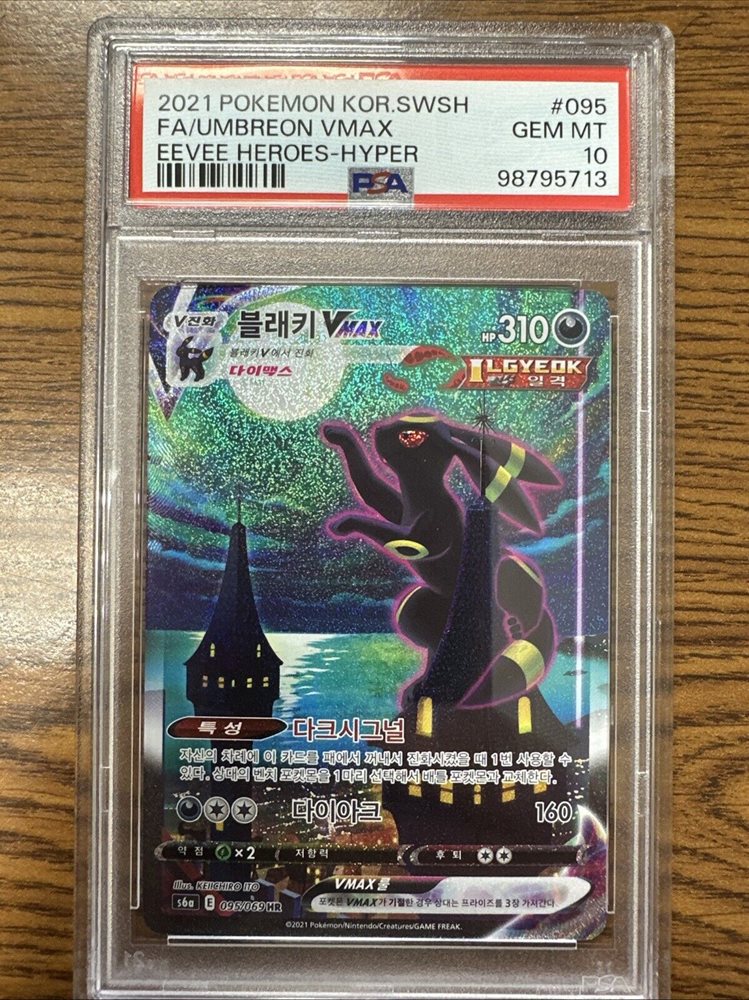 2021 POKEMON KOR.SWSH #095
FA/UMBREON VMAX GEM MT
EEVEE HEROES-HYPER 10
PSA 98795713
V진화 블래키 VMAX HP 310
블래키V에서 진화
다이맥스
ILGYEOK
일격
특성 다크시그널
자신의 차례에 이 카드를 패에서 꺼내서 진화시켰을 때 1번 사용할 수
있다. 상대의 벤치 포켓몬을 1마리 선택해서 배틀 포켓몬과 교체한다.
다이아크 160
약점 ×2 저항력 후퇴
Illus. KEIICHIRO ITO
VMAX룰
s6a E 095/069 HR
포켓몬 VMAX가 기절한 경우 상대는 프라이즈를 3장 가져간다.
©2021 Pokémon/Nintendo/Creatures/GAME FREAK.